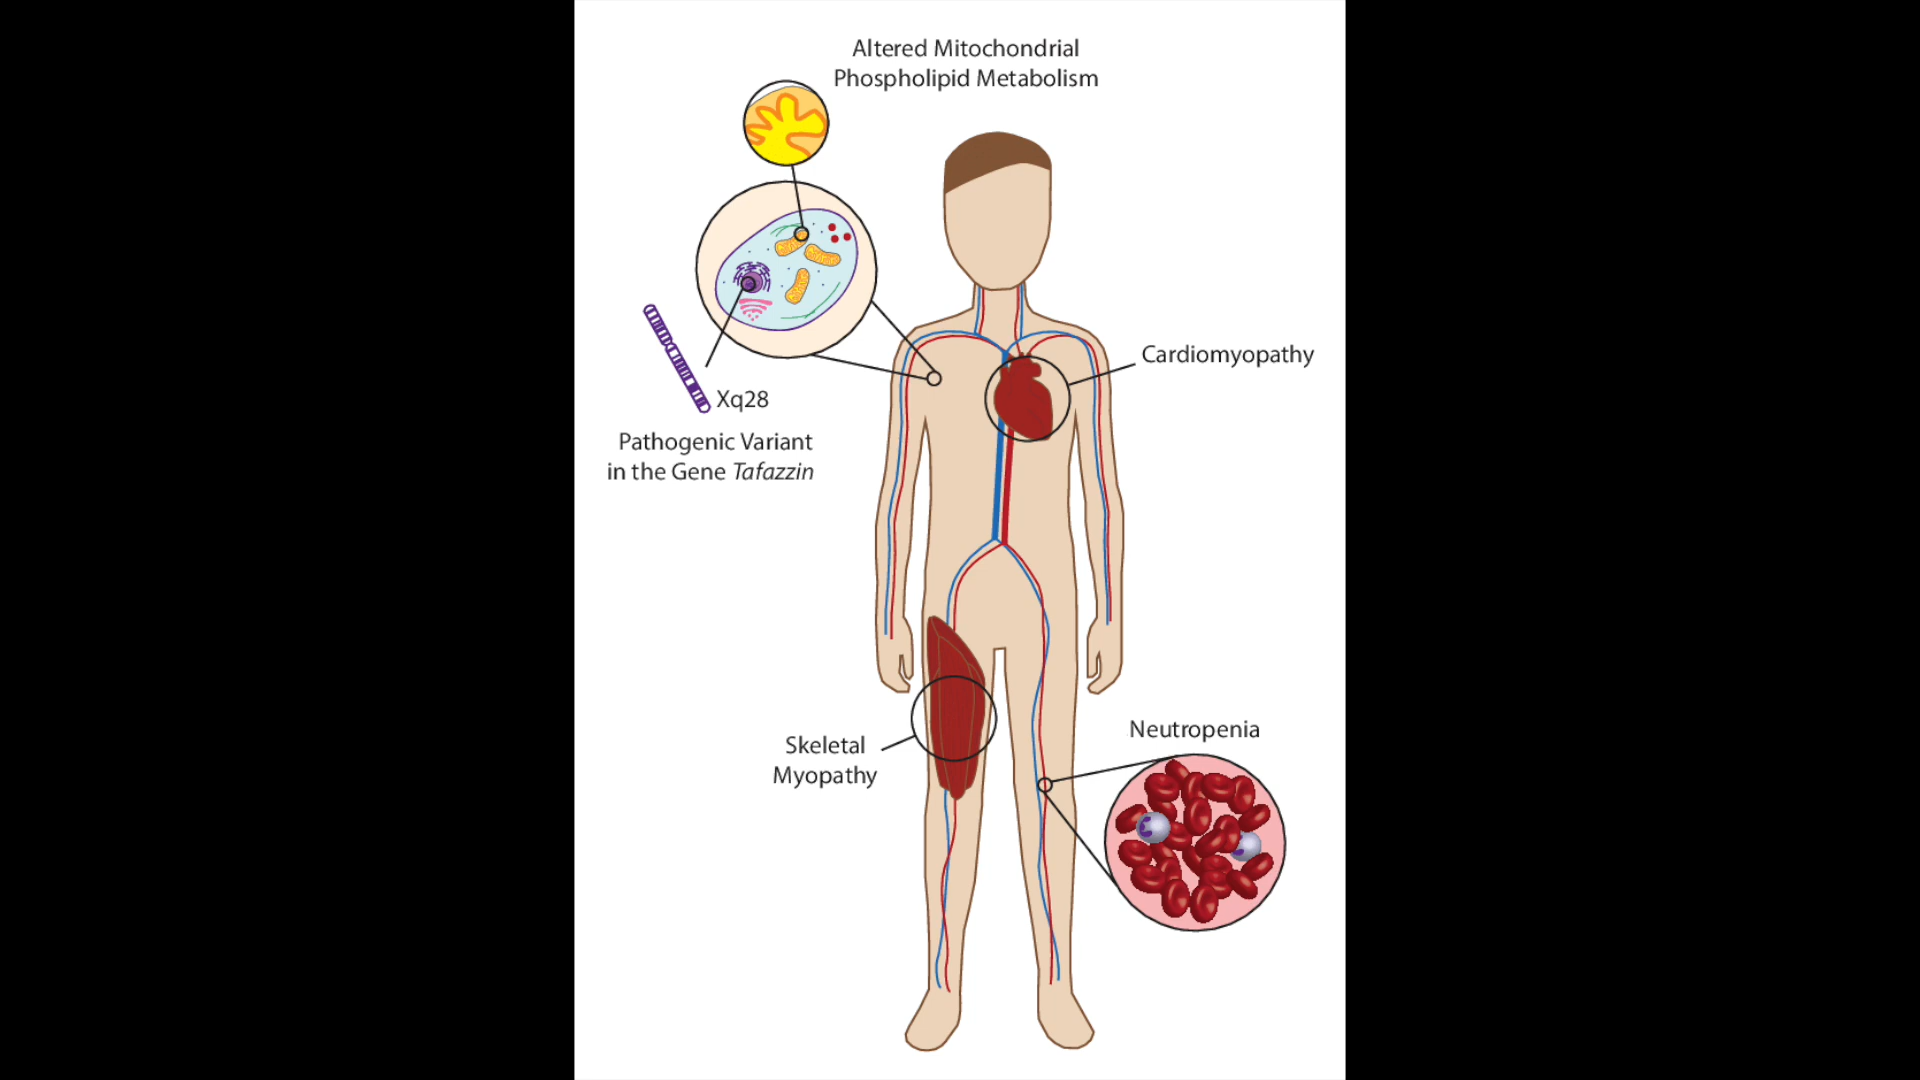 Altered Mitochondrial
Phospholipid Metabolism
Cardiomyopathy
Xq28
Pathogenic Variant
in the Gene Tafazzin
Skeletal
Myopathy
Neutropenia